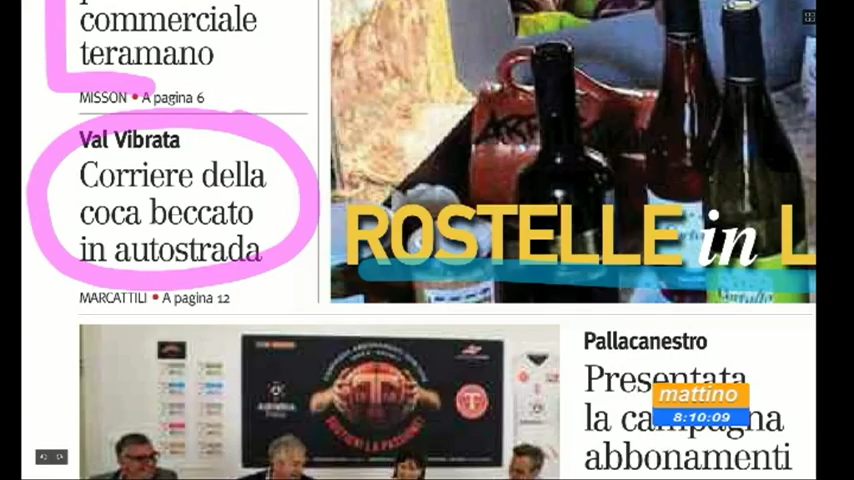 commerciale
teramano
MISSON • A pagina 6
Val Vibrata
Corriere della
coca beccato
in autostrada
MARCATTILI • A pagina 12
ROSTELLE in L
Pallacanestro
Presentata
la campagna
abbonamenti
mattino
8:10:09